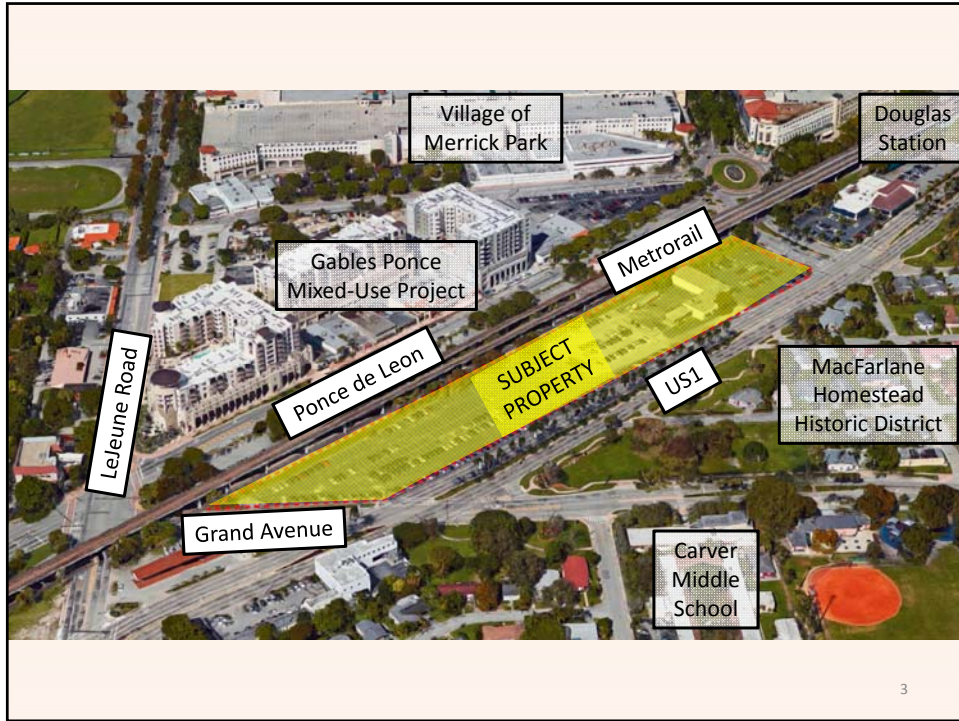 Village of
Merrick Park
Douglas
Station
Metrorail
Gables Ponce
Mixed-Use Project
LeJeune Road
Ponce de Leon
SUBJECT
PROPERTY
US1
MacFarlane
Homestead
Historic District
Grand Avenue
Carver
Middle
School
3